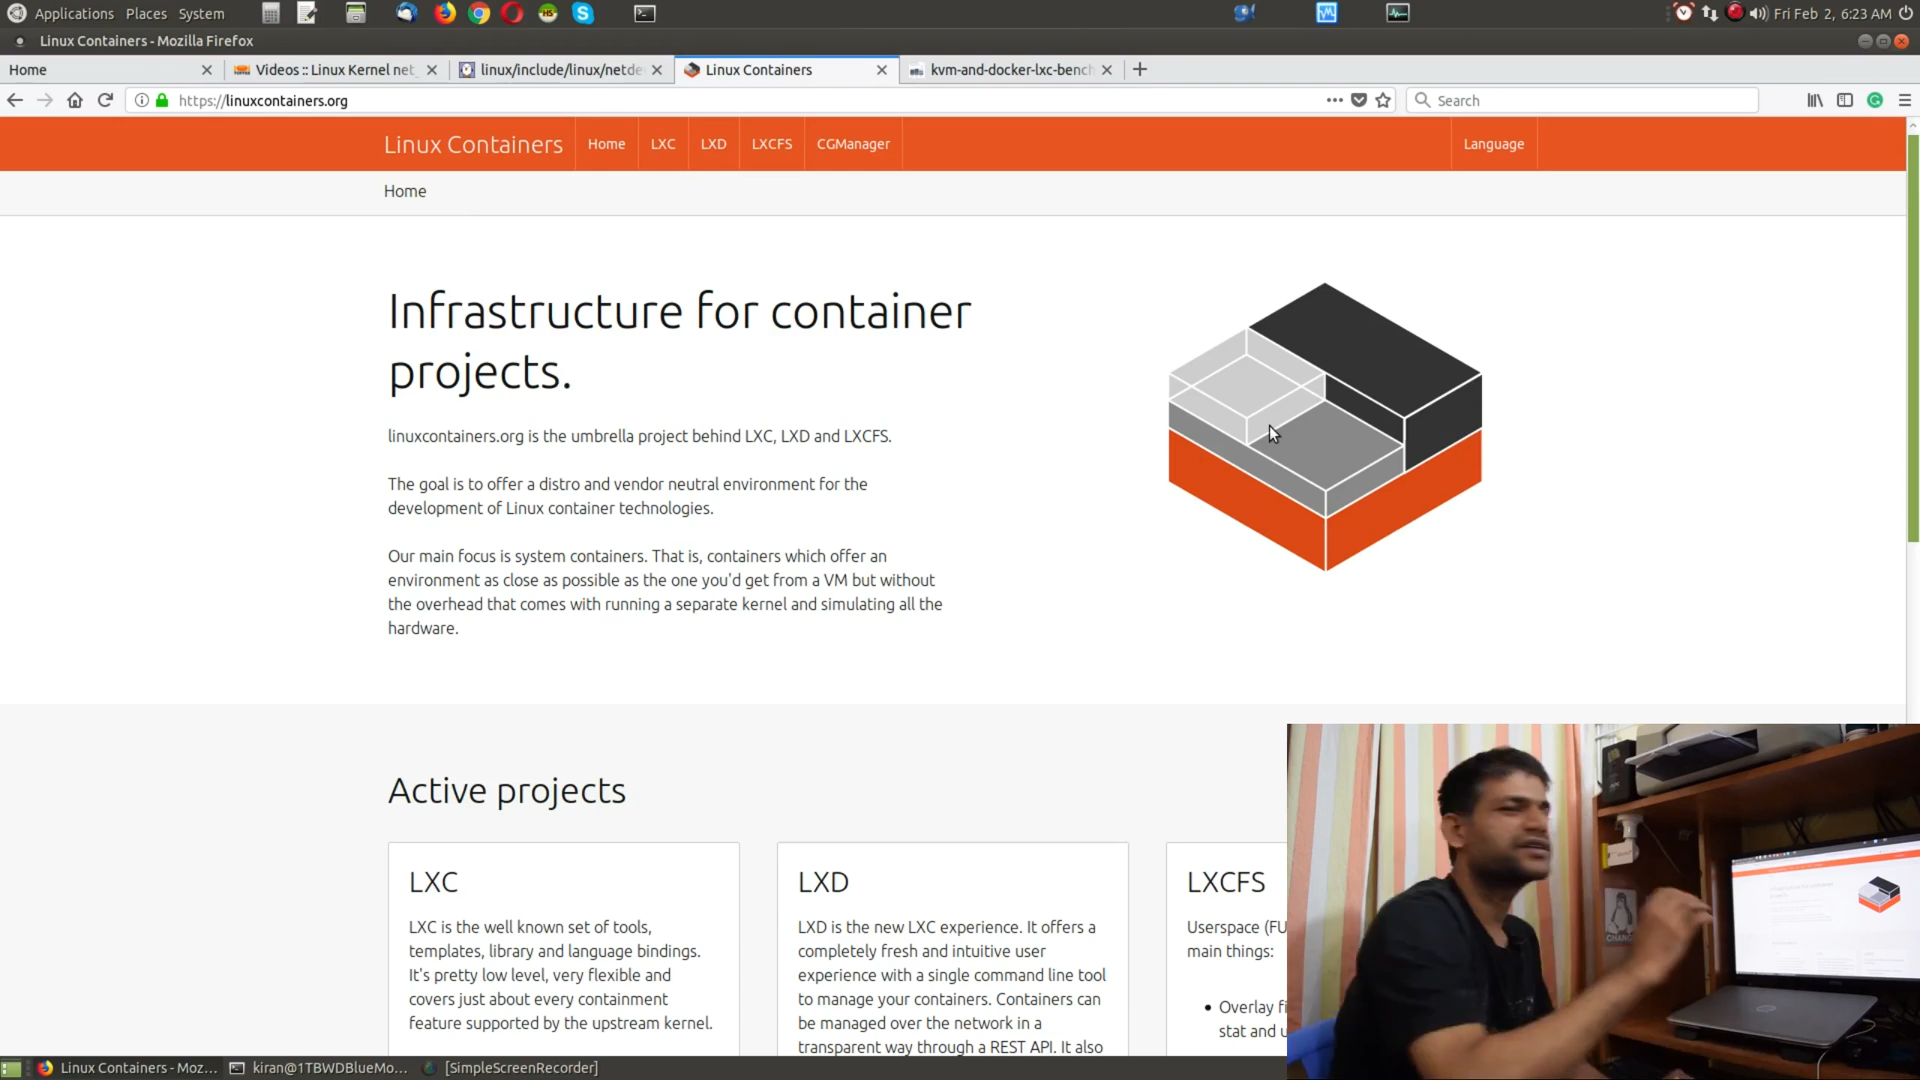 Applications Places System
Fri Feb 2, 6:23 AM
Linux Containers - Mozilla Firefox
Home
Videos :: Linux Kernel net
linux/include/linux/netde
Linux Containers
kvm-and-docker-lxc-bench
https://linuxcontainers.org
Search
Linux Containers Home LXC LXD LXCFS CGManager Language
Home
Infrastructure for container
projects.
linuxcontainers.org is the umbrella project behind LXC, LXD and LXCFS.
The goal is to offer a distro and vendor neutral environment for the
development of Linux container technologies.
Our main focus is system containers. That is, containers which offer an
environment as close as possible as the one you'd get from a VM but without
the overhead that comes with running a separate kernel and simulating all the
hardware.
Active projects
LXC
LXC is the well known set of tools,
templates, library and language bindings.
It's pretty low level, very flexible and
covers just about every containment
feature supported by the upstream kernel.
LXD
LXD is the new LXC experience. It offers a
completely fresh and intuitive user
experience with a single command line tool
to manage your containers. Containers can
be managed over the network in a
transparent way through a REST API. It also
LXCFS
Userspace (FU
main things:
Overlay fi
stat and u
CHANG
Linux Containers - Moz...
kiran@1TBWDBlueMo...
[SimpleScreenRecorder]